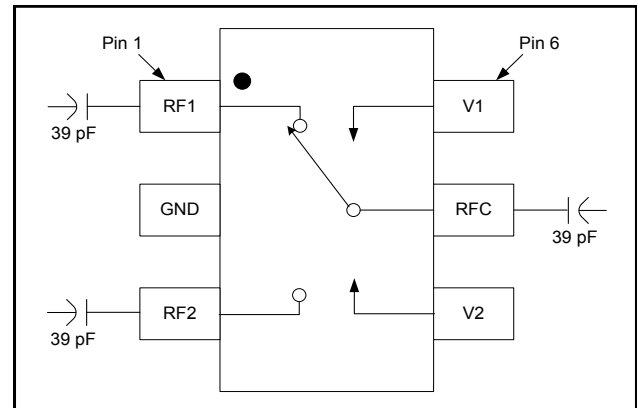 Pin 1
Pin 6
RF1
V1
39 pF
GND
RFC
39 pF
RF2
V2
39 pF